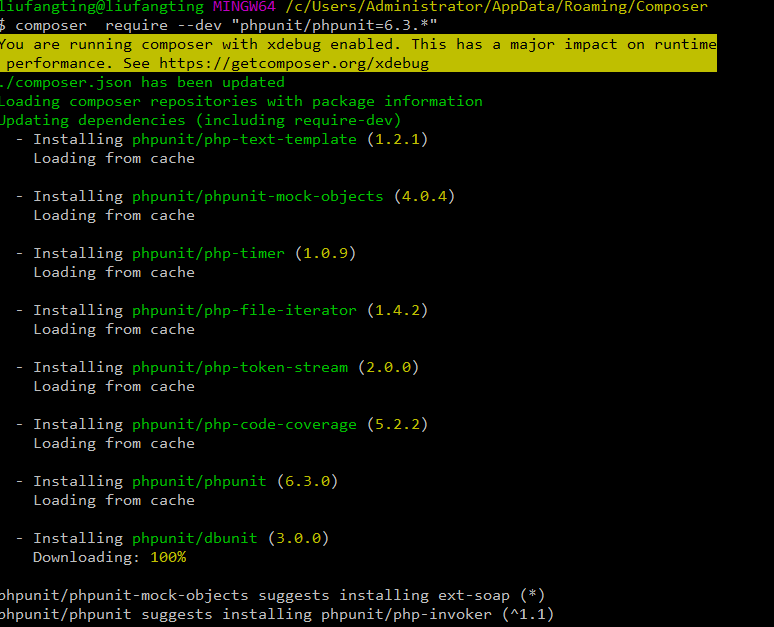 liufangting@liufangting MINGW64 /c/Users/Administrator/AppData/Roaming/Composer
$ composer  require --dev "phpunit/phpunit=6.3.*"
You are running composer with xdebug enabled. This has a major impact on runtime
 performance. See https://getcomposer.org/xdebug
./composer.json has been updated
Loading composer repositories with package information
Updating dependencies (including require-dev)
  - Installing phpunit/php-text-template (1.2.1)
    Loading from cache
  - Installing phpunit/phpunit-mock-objects (4.0.4)
    Loading from cache
  - Installing phpunit/php-timer (1.0.9)
    Loading from cache
  - Installing phpunit/php-file-iterator (1.4.2)
    Loading from cache
  - Installing phpunit/php-token-stream (2.0.0)
    Loading from cache
  - Installing phpunit/php-code-coverage (5.2.2)
    Loading from cache
  - Installing phpunit/phpunit (6.3.0)
    Loading from cache
  - Installing phpunit/dbunit (3.0.0)
    Downloading: 100%
phpunit/phpunit-mock-objects suggests installing ext-soap (*)
phpunit/phpunit suggests installing phpunit/php-invoker (^1.1)